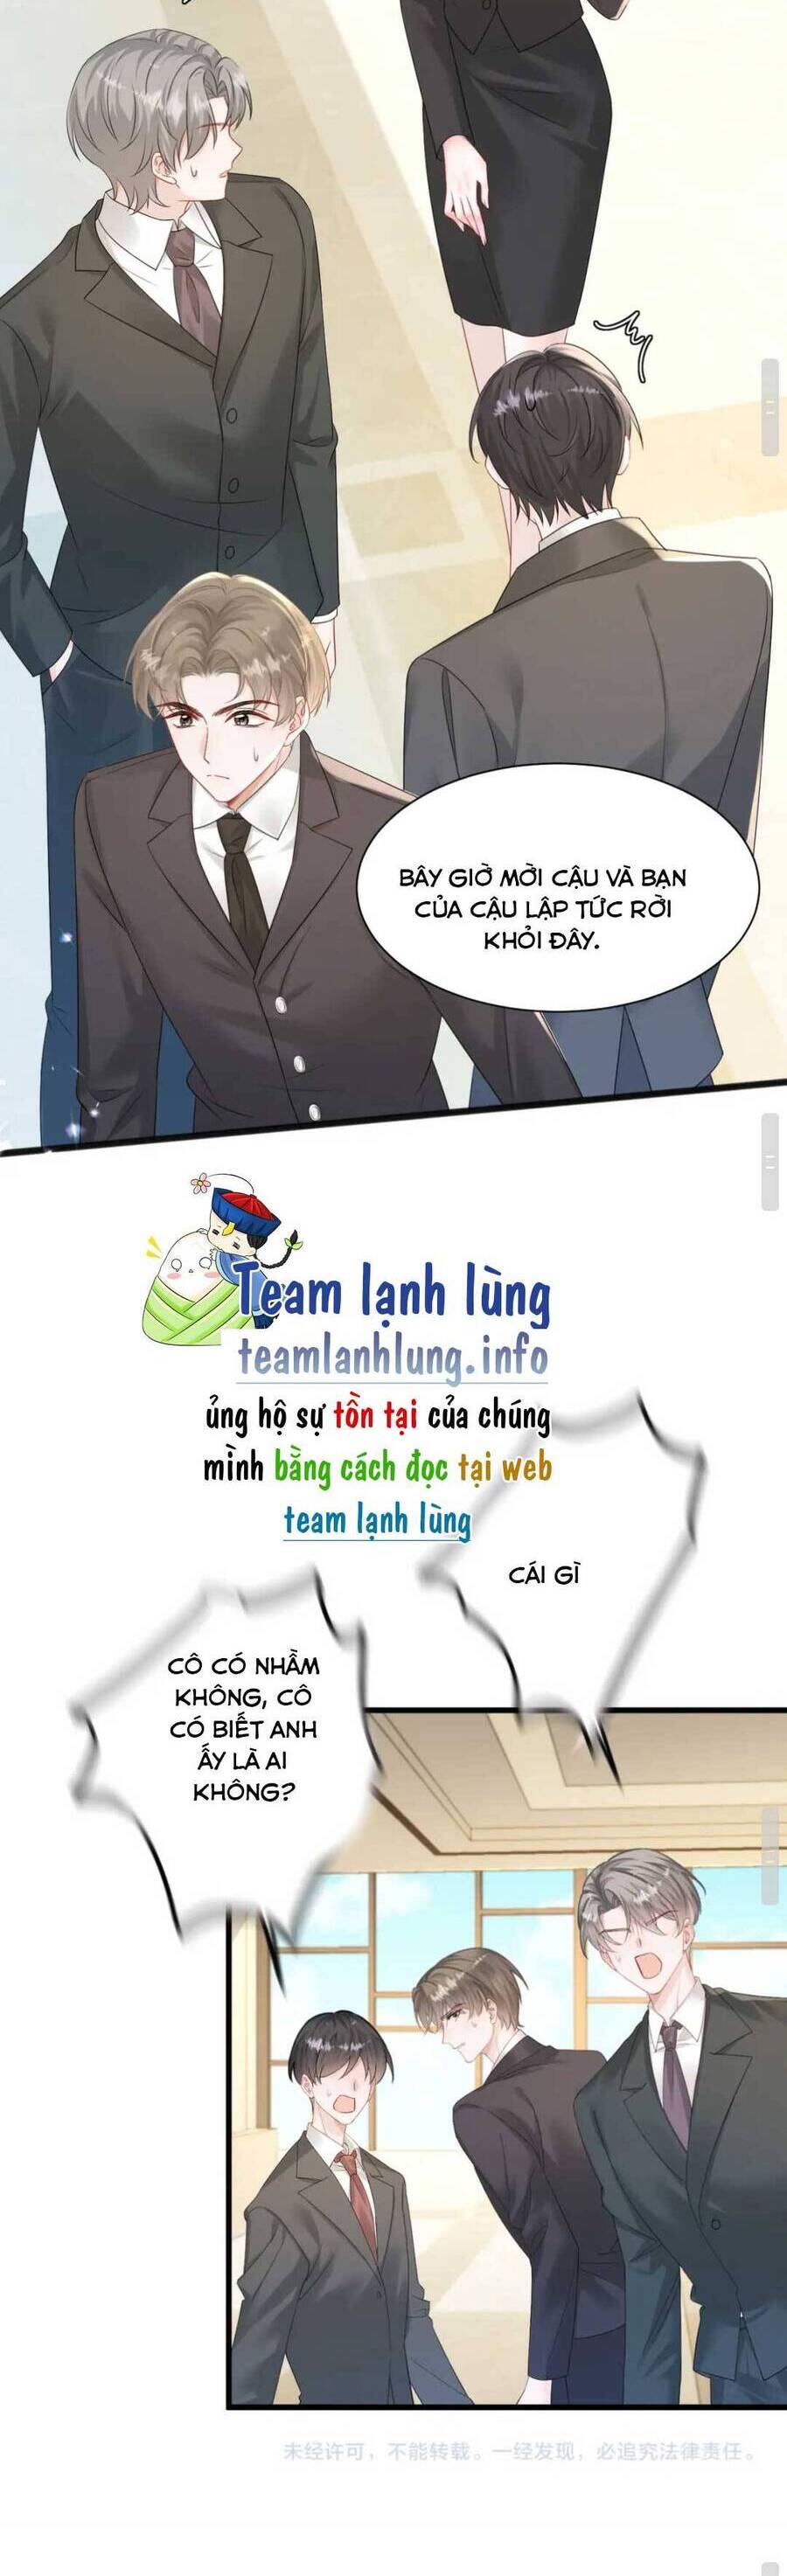 BÂY GIỜ MỜI CẬU VÀ BẠN
CỦA CẬU LẬP TỨC RỜI
KHỎI ĐÂY.
Team lạnh lùng
teamlanhlung.info
ủng hộ sự tồn tại của chúng
mình bằng cách đọc tại web
team lạnh lùng
CÁI GÌ
CÔ CÓ NHẦM
KHÔNG, CÔ
CÓ BIẾT ANH
ẤY LÀ AI
KHÔNG?
未经许可，不能转载。一经发现，必追究法律责任。